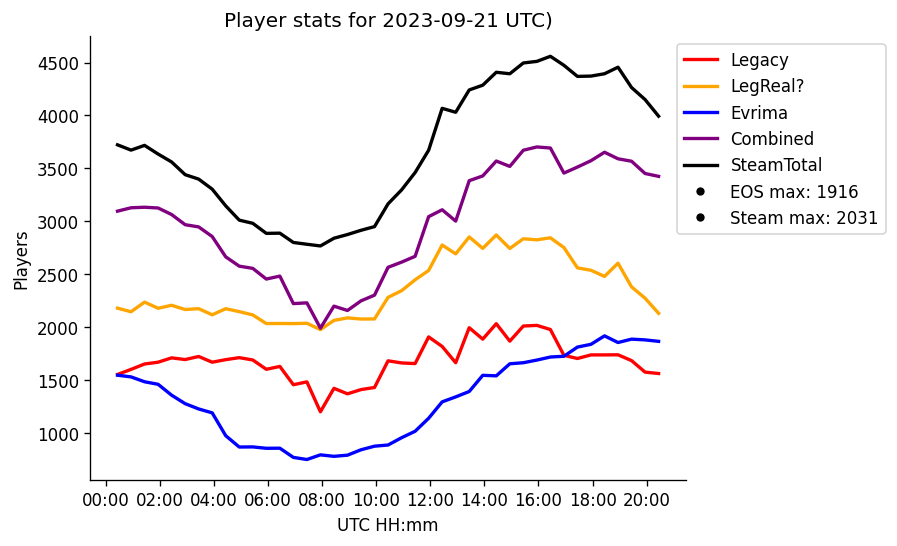 Player stats for 2023-09-21 UTC)
Legacy
LegReal?
Evrima
Combined
SteamTotal
EOS max: 1916
Steam max: 2031
Players
4500
4000
3500
3000
2500
2000
1500
1000
00:00 02:00 04:00 06:00 08:00 10:00 12:00 14:00 16:00 18:00 20:00
UTC HH:mm